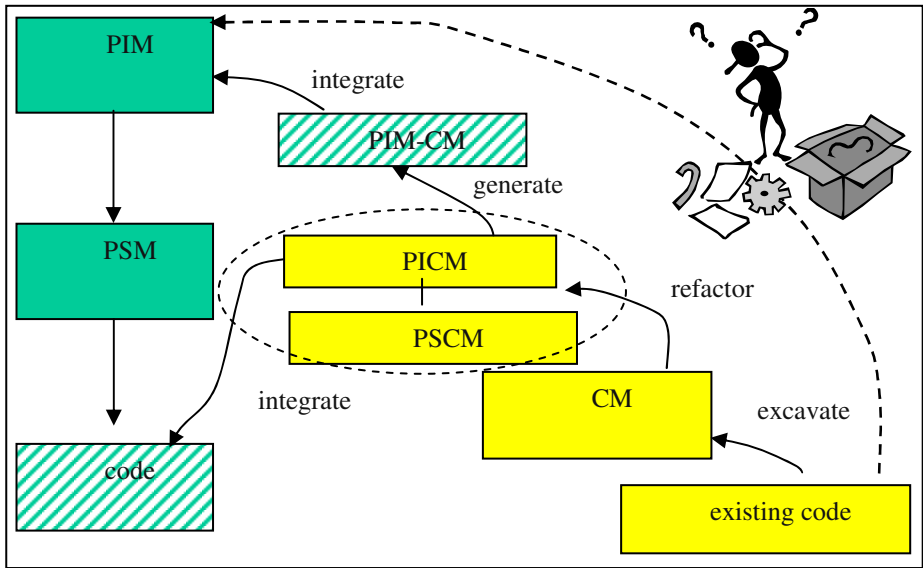 PIM
integrate
PIM-CM
generate
PSM
PICM
refactor
PSCM
integrate
CM
excavate
code
existing code
? ?